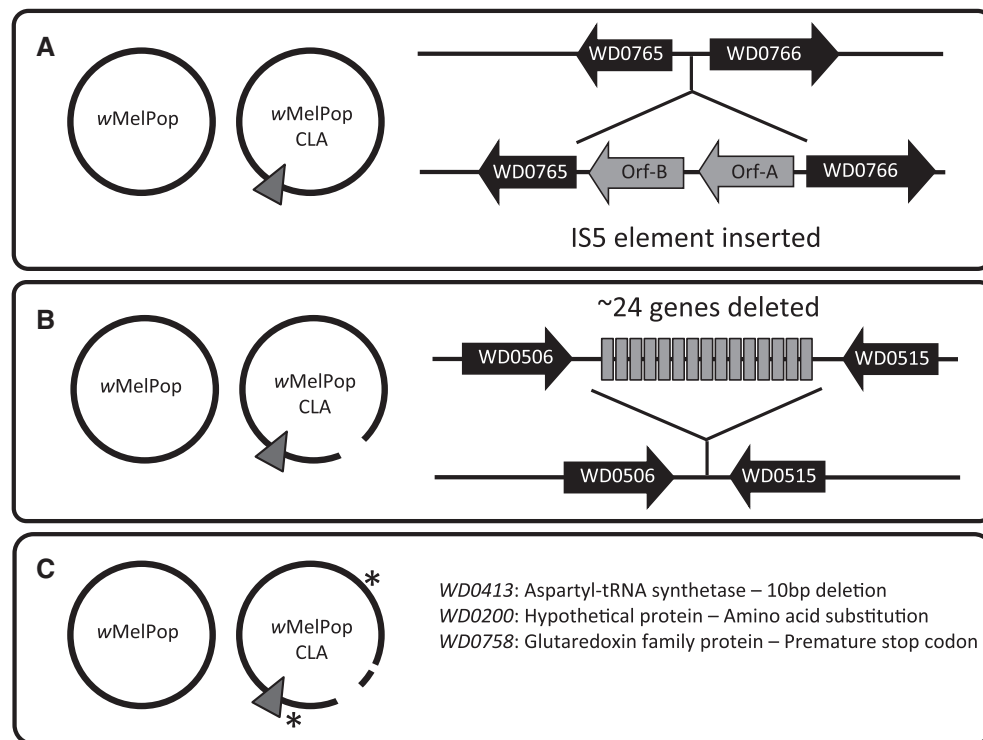 A
wMelPop
wMelPop
CLA
WD0765
WD0766
WD0765
Orf-B
Orf-A
WD0766
IS5 element inserted
B
wMelPop
wMelPop
CLA
~24 genes deleted
WD0506
WD0515
WD0506
WD0515
C
wMelPop
wMelPop
CLA
*
*
WD0413: Aspartyl-tRNA synthetase – 10bp deletion
WD0200: Hypothetical protein – Amino acid substitution
WD0758: Glutaredoxin family protein – Premature stop codon